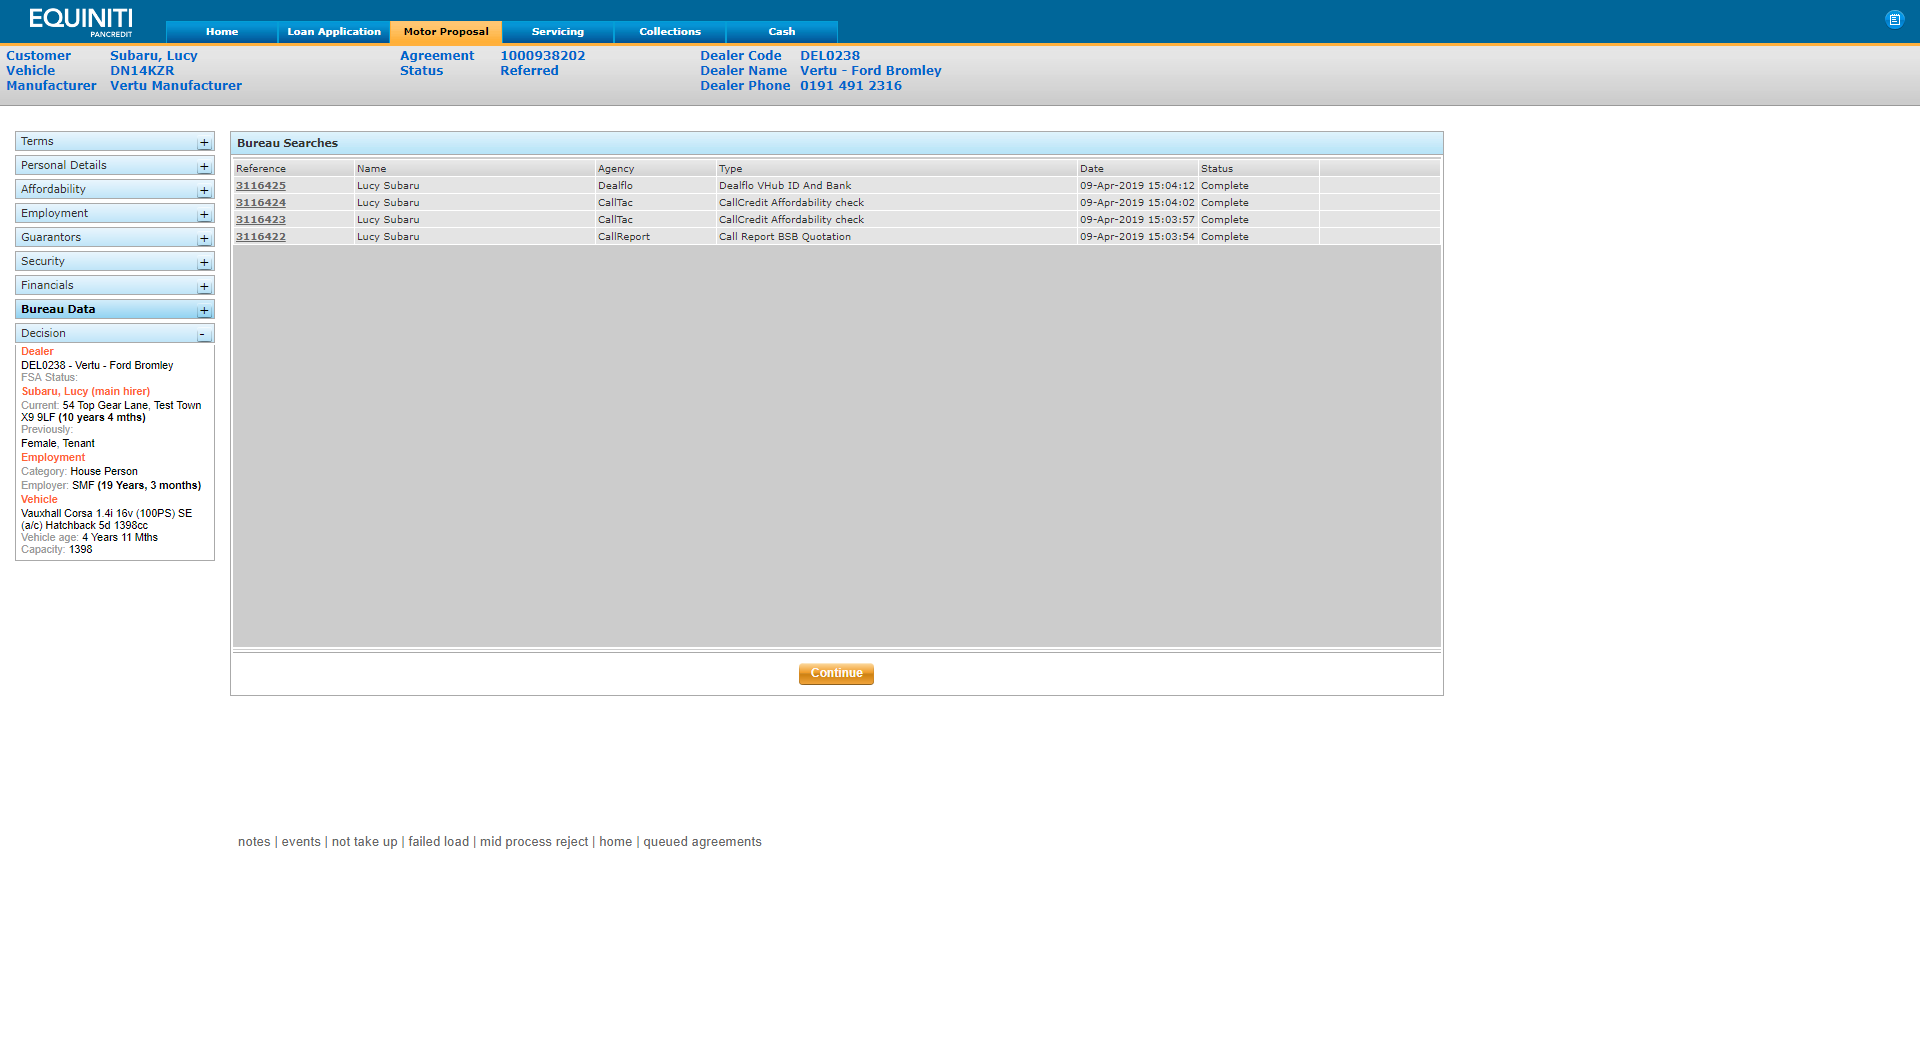 EQUINITI
PANCREDIT
Home Loan Application Motor Proposal Servicing Collections Cash
Customer Subaru, Lucy Agreement 1000938202 Dealer Code DEL0238
Vehicle DN14KZR Status Referred Dealer Name Vertu - Ford Bromley
Manufacturer Vertu Manufacturer Dealer Phone 0191 491 2316
Terms +
Personal Details +
Affordability +
Employment +
Guarantors +
Security +
Financials +
Bureau Data +
Decision -
Dealer
DEL0238 - Vertu - Ford Bromley
FSA Status:
Subaru, Lucy (main hirer)
Current: 54 Top Gear Lane, Test Town
X9 9LF (10 years 4 mths)
Previously:
Female, Tenant
Employment
Category: House Person
Employer: SMF (19 Years, 3 months)
Vehicle
Vauxhall Corsa 1.4i 16v (100PS) SE
(a/c) Hatchback 5d 1398cc
Vehicle age: 4 Years 11 Mths
Capacity: 1398
Bureau Searches
Reference Name Agency Type Date Status
3116425 Lucy Subaru Dealflo Dealflo VHub ID And Bank 09-Apr-2019 15:04:12 Complete
3116424 Lucy Subaru CallTac CallCredit Affordability check 09-Apr-2019 15:04:02 Complete
3116423 Lucy Subaru CallTac CallCredit Affordability check 09-Apr-2019 15:03:57 Complete
3116422 Lucy Subaru CallReport Call Report BSB Quotation 09-Apr-2019 15:03:54 Complete
Continue
notes | events | not take up | failed load | mid process reject | home | queued agreements